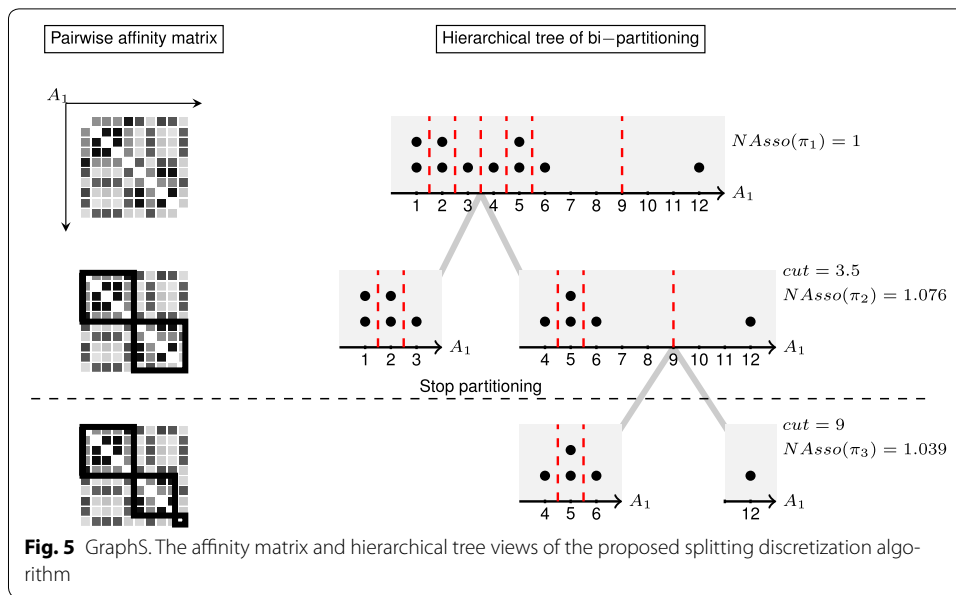 Pairwise affinity matrix
Hierarchical tree of bi−partitioning
A₁
NAsso(π₁) = 1
A₁
1 2 3 4 5 6 7 8 9 10 11 12
cut = 3.5
NAsso(π₂) = 1.076
A₁
1 2 3
A₁
4 5 6 7 8 9 10 11 12
Stop partitioning
cut = 9
NAsso(π₃) = 1.039
A₁
4 5 6
A₁
12
Fig. 5 GraphS. The affinity matrix and hierarchical tree views of the proposed splitting discretization algo-
rithm